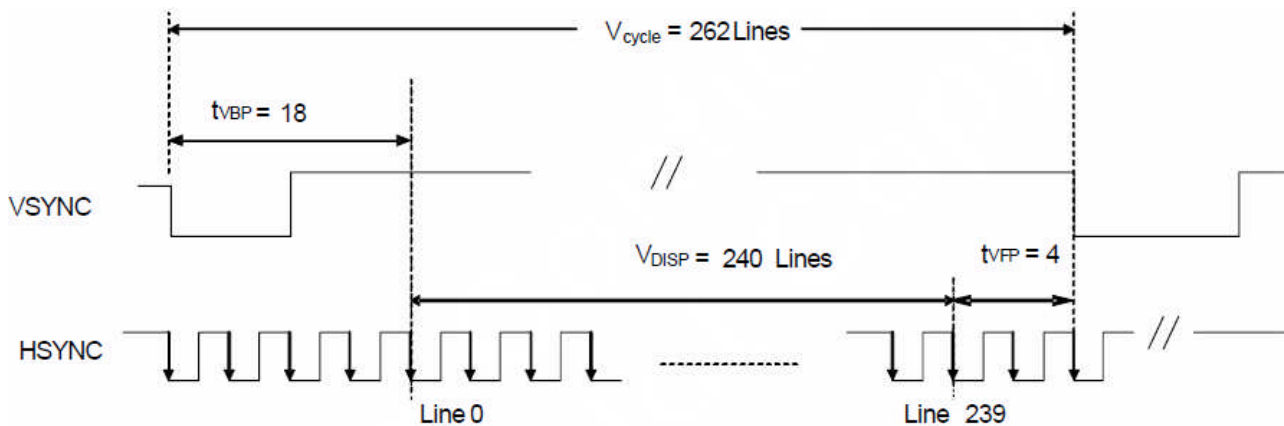 Vcycle = 262 Lines
tVBP = 18
VSYNC
//
VDISP = 240 Lines
tVFP = 4
HSYNC
//
Line 0
Line 239